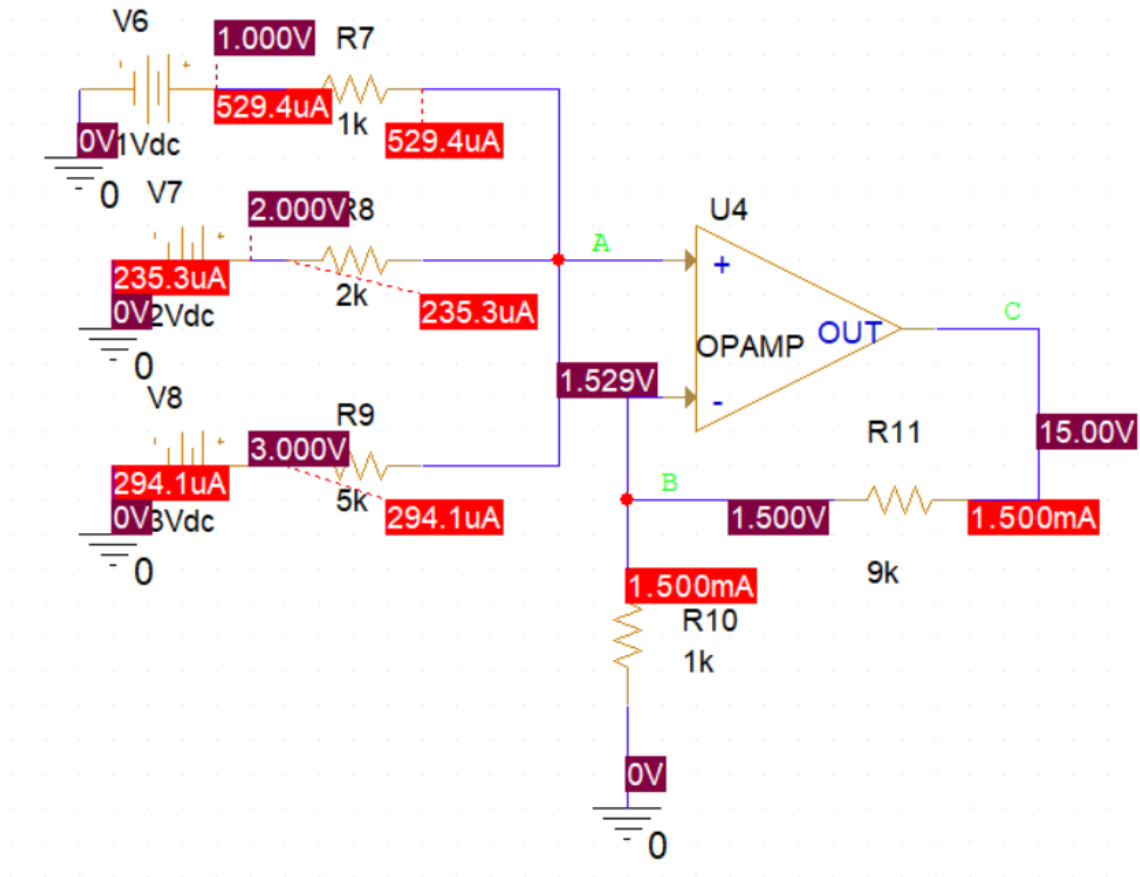 V6
1.000V
R7
529.4uA
1k
529.4uA
0V
1Vdc
0
V7
2.000V
R8
235.3uA
2k
235.3uA
0V
2Vdc
0
V8
3.000V
R9
294.1uA
5k
294.1uA
0V
3Vdc
0
A
U4
+
OPAMP
OUT
-
C
1.529V
15.00V
R11
B
1.500V
1.500mA
9k
1.500mA
R10
1k
0V
0